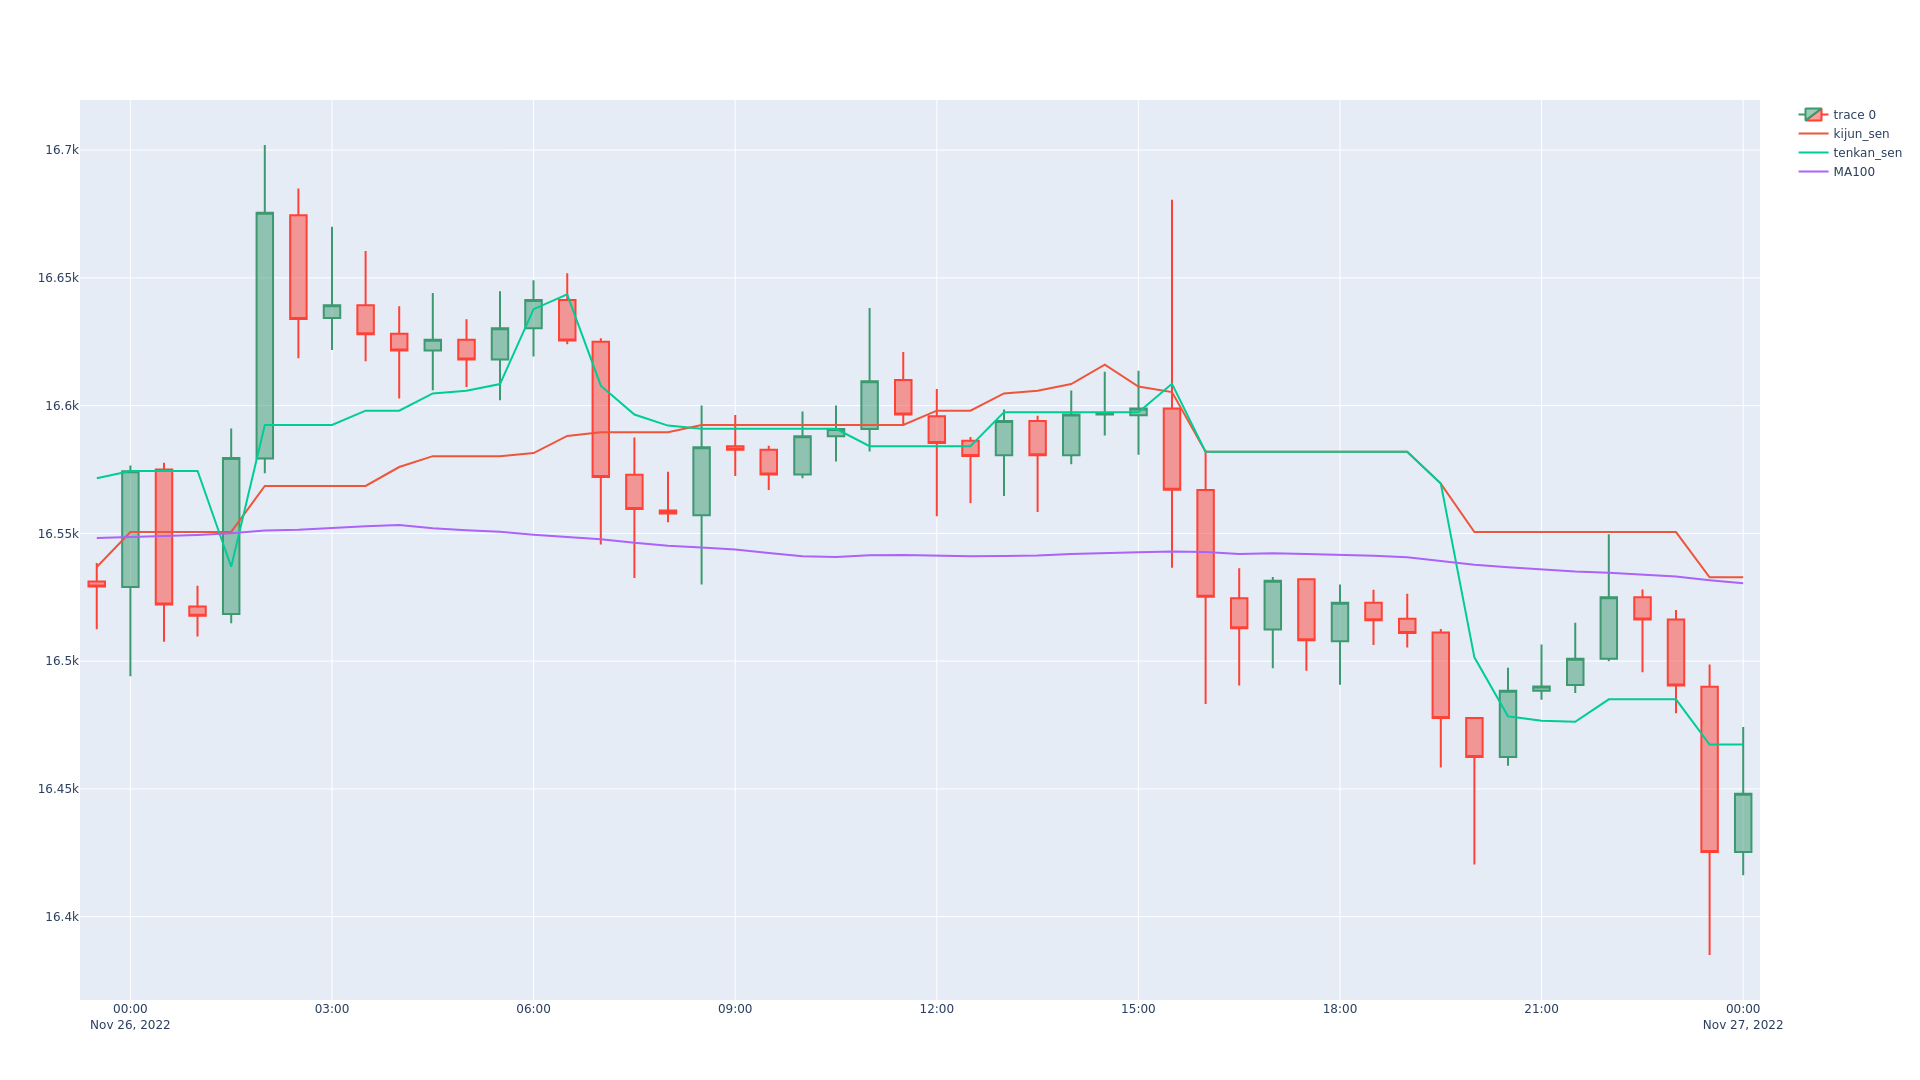 16.7k
16.65k
16.6k
16.55k
16.5k
16.45k
16.4k
00:00
Nov 26, 2022
03:00
06:00
09:00
12:00
15:00
18:00
21:00
00:00
Nov 27, 2022
trace 0
kijun_sen
tenkan_sen
MA100